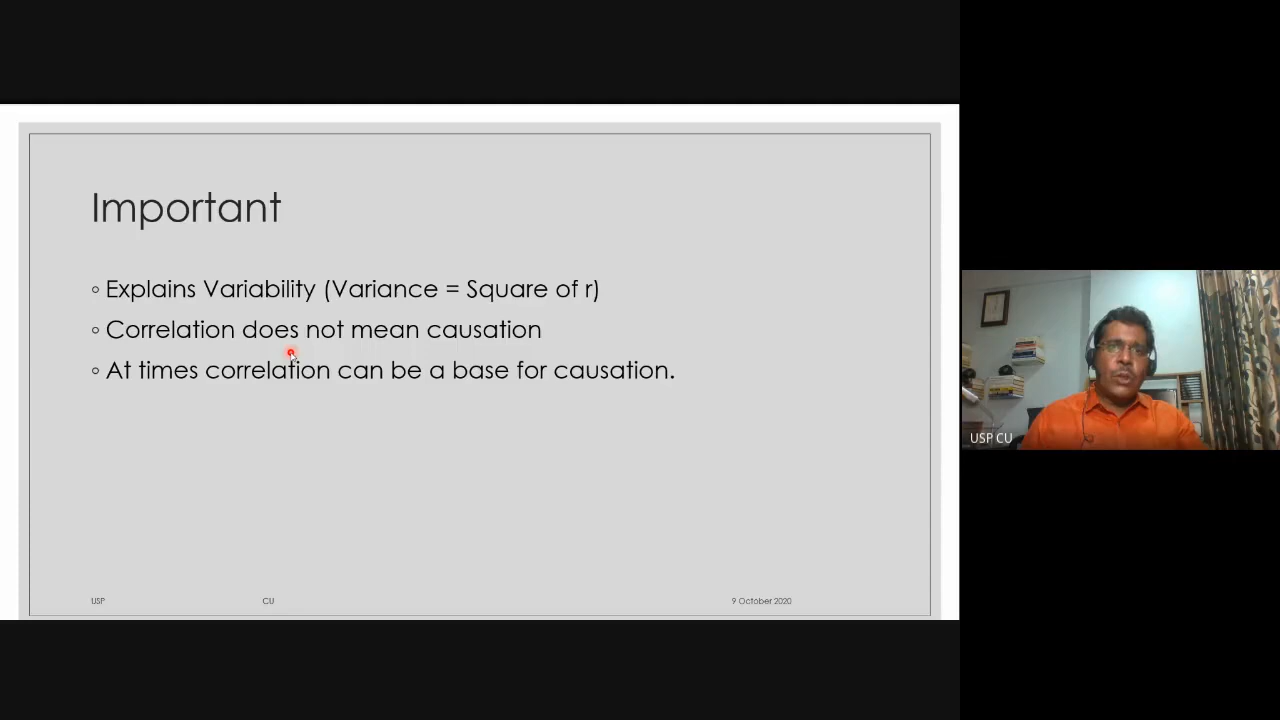 Important
◦ Explains Variability (Variance = Square of r)
◦ Correlation does not mean causation
◦ At times correlation can be a base for causation.
USP CU 9 October 2020
USP CU